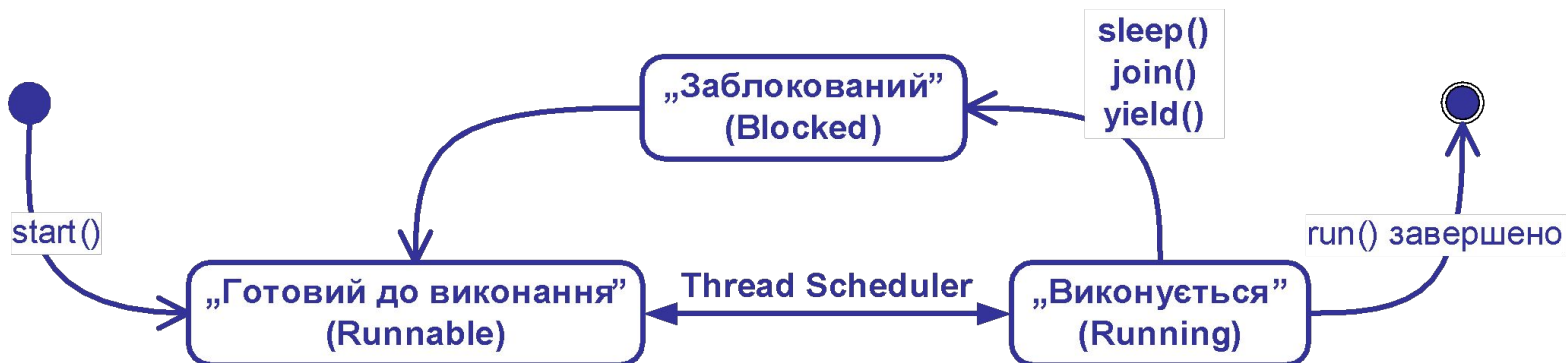 sleep()
join()
yield()
„Заблокований”
(Blocked)
start()
run() завершено
„Готовий до виконання”
(Runnable)
Thread Scheduler
„Виконується”
(Running)